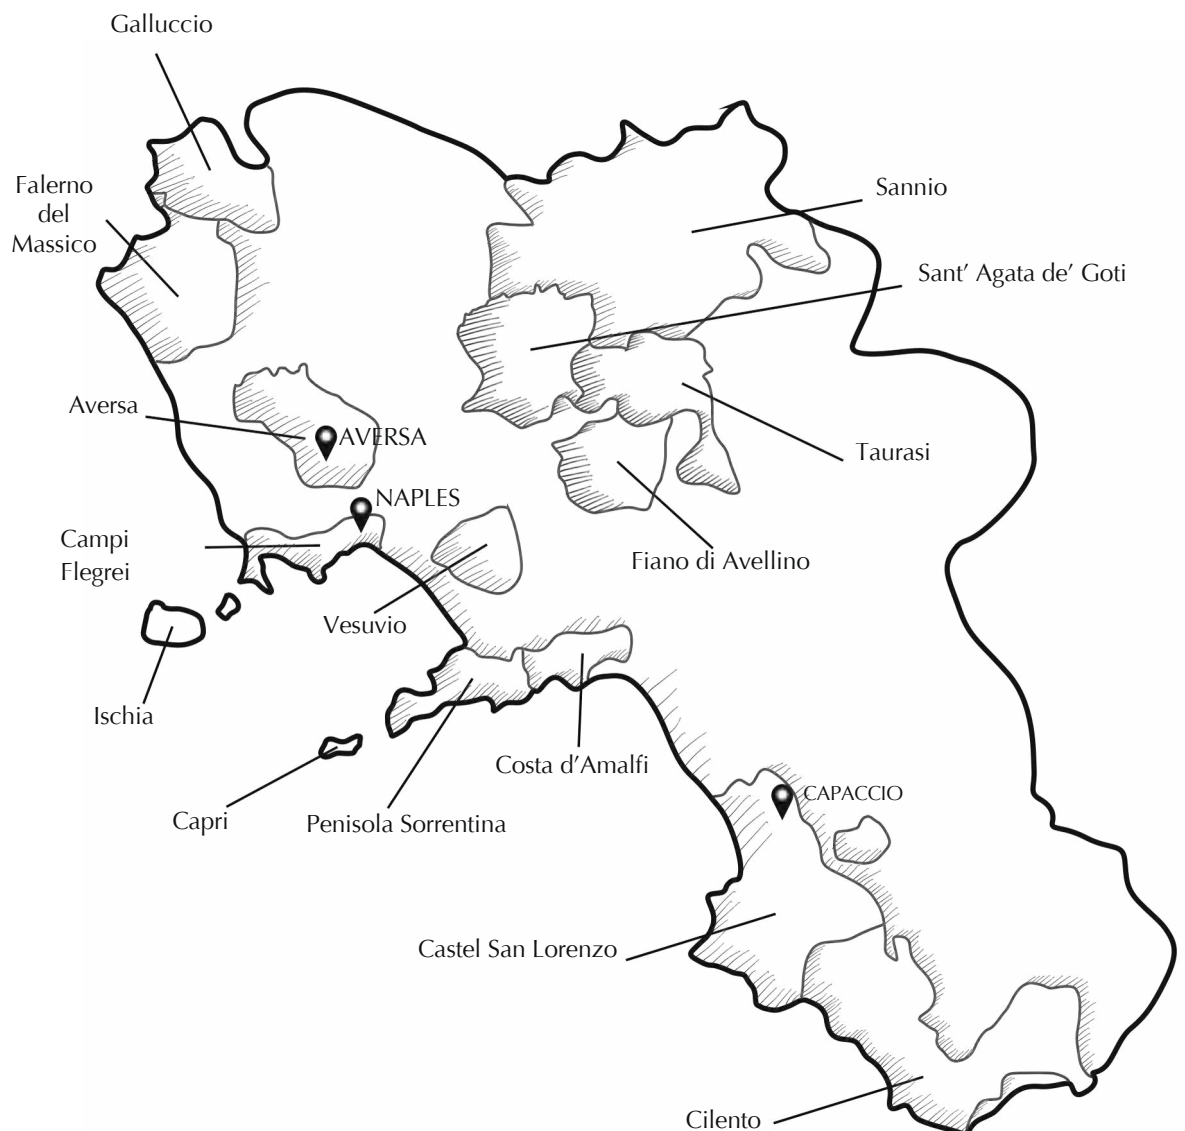 Galluccio
Falerno
del
Massico
Sannio
Sant' Agata de' Goti
Aversa
AVERSA
Taurasi
NAPLES
Campi
Flegrei
Fiano di Avellino
Vesuvio
Ischia
Costa d'Amalfi
Capri
Penisola Sorrentina
CAPACCIO
Castel San Lorenzo
Cilento